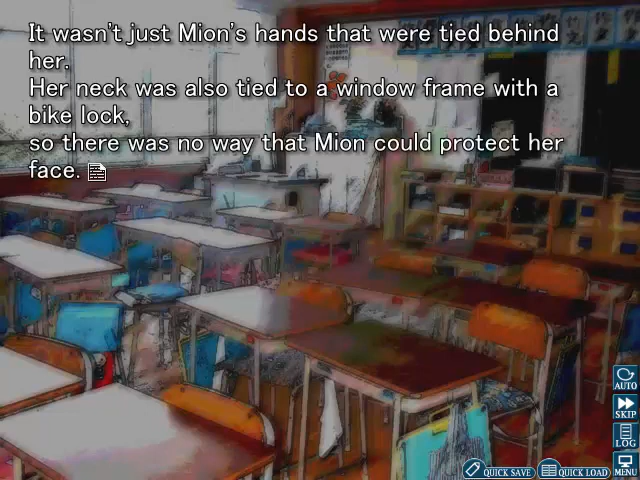 It wasn't just Mion's hands that were tied behind
her.
Her neck was also tied to a window frame with a
bike lock,
so there was no way that Mion could protect her
face.
AUTO
SKIP
LOG
MENU
QUICK SAVE
QUICK LOAD